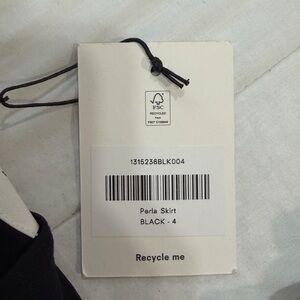 FSC
RECYCLED
1315236BLK004
Perla Skirt
BLACK - 4
Recycle me